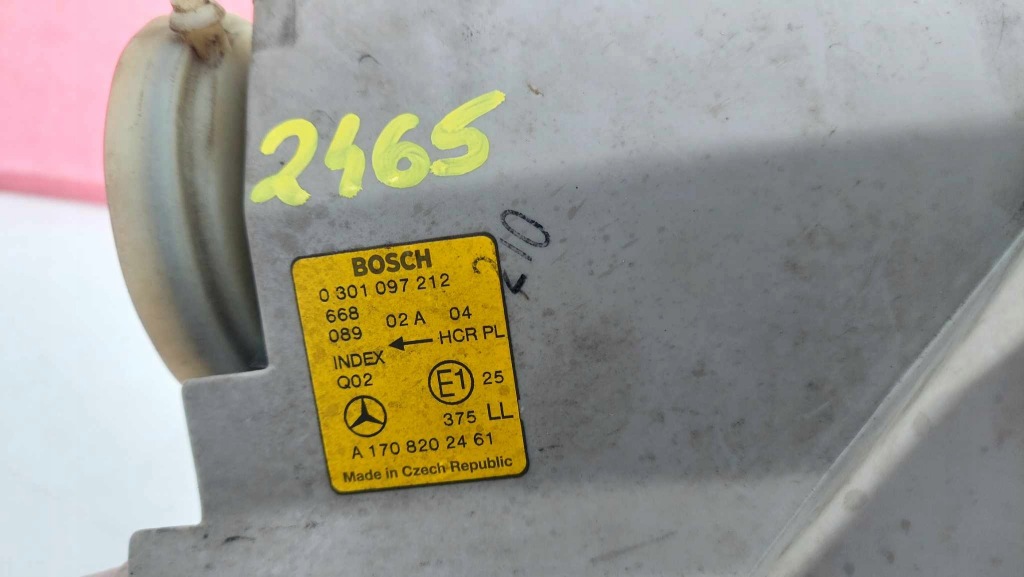 2465
210
BOSCH
0 301 097 212
668
089 02 A 04
← HCR PL
INDEX
Q02 E1 25
375 LL
A 170 820 24 61
Made in Czech Republic